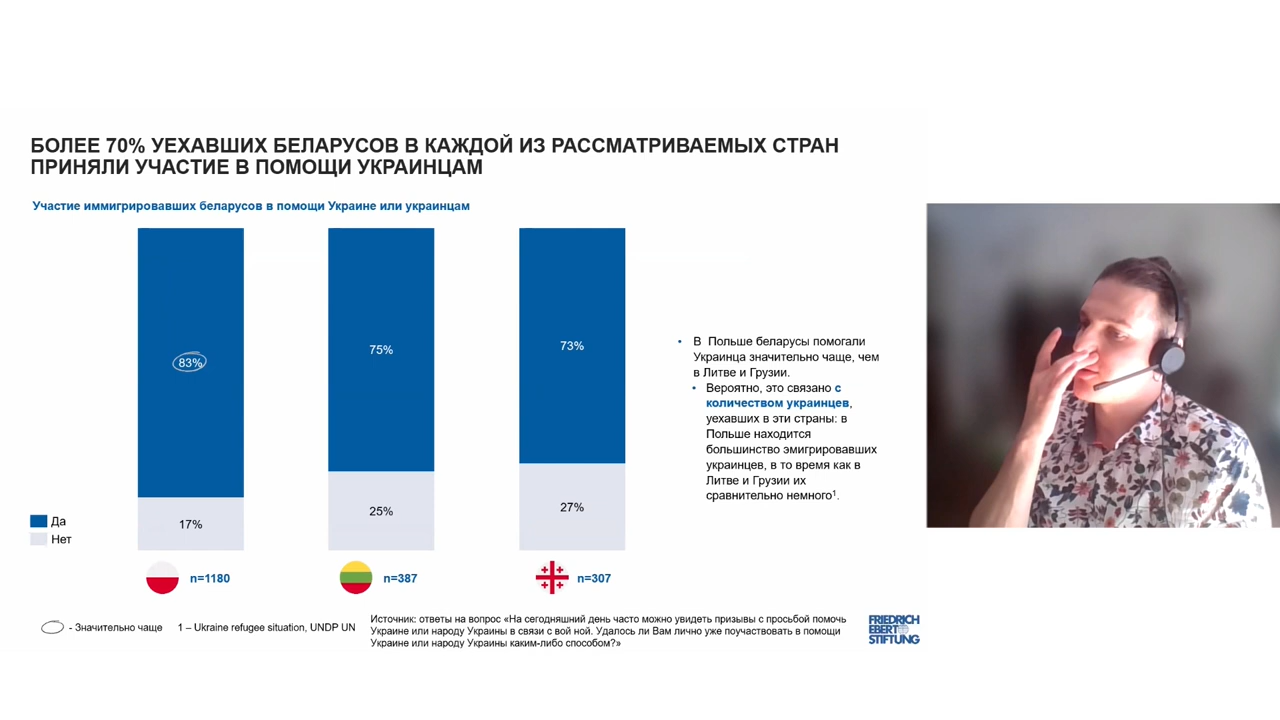 БОЛЕЕ 70% УЕХАВШИХ БЕЛАРУСОВ В КАЖДОЙ ИЗ РАССМАТРИВАЕМЫХ СТРАН
ПРИНЯЛИ УЧАСТИЕ В ПОМОЩИ УКРАИНЦАМ
Участие иммигрировавших беларусов в помощи Украине или украинцам
83%
75%
73%
17%
25%
27%
Да
Нет
n=1180
n=387
n=307
• В Польше беларусы помогали
Украинца значительно чаще, чем
в Литве и Грузии.
• Вероятно, это связано с
количеством украинцев,
уехавших в эти страны: в
Польше находится
большинство эмигрировавших
украинцев, в то время как в
Литве и Грузии их
сравнительно немного¹.
- Значительно чаще
1 – Ukraine refugee situation, UNDP UN
Источник: ответы на вопрос «На сегодняшний день часто можно увидеть призывы с просьбой помочь
Украине или народу Украины в связи с вой ной. Удалось ли Вам лично уже поучаствовать в помощи
Украине или народу Украины каким-либо способом?»
FRIEDRICH
EBERT
STIFTUNG